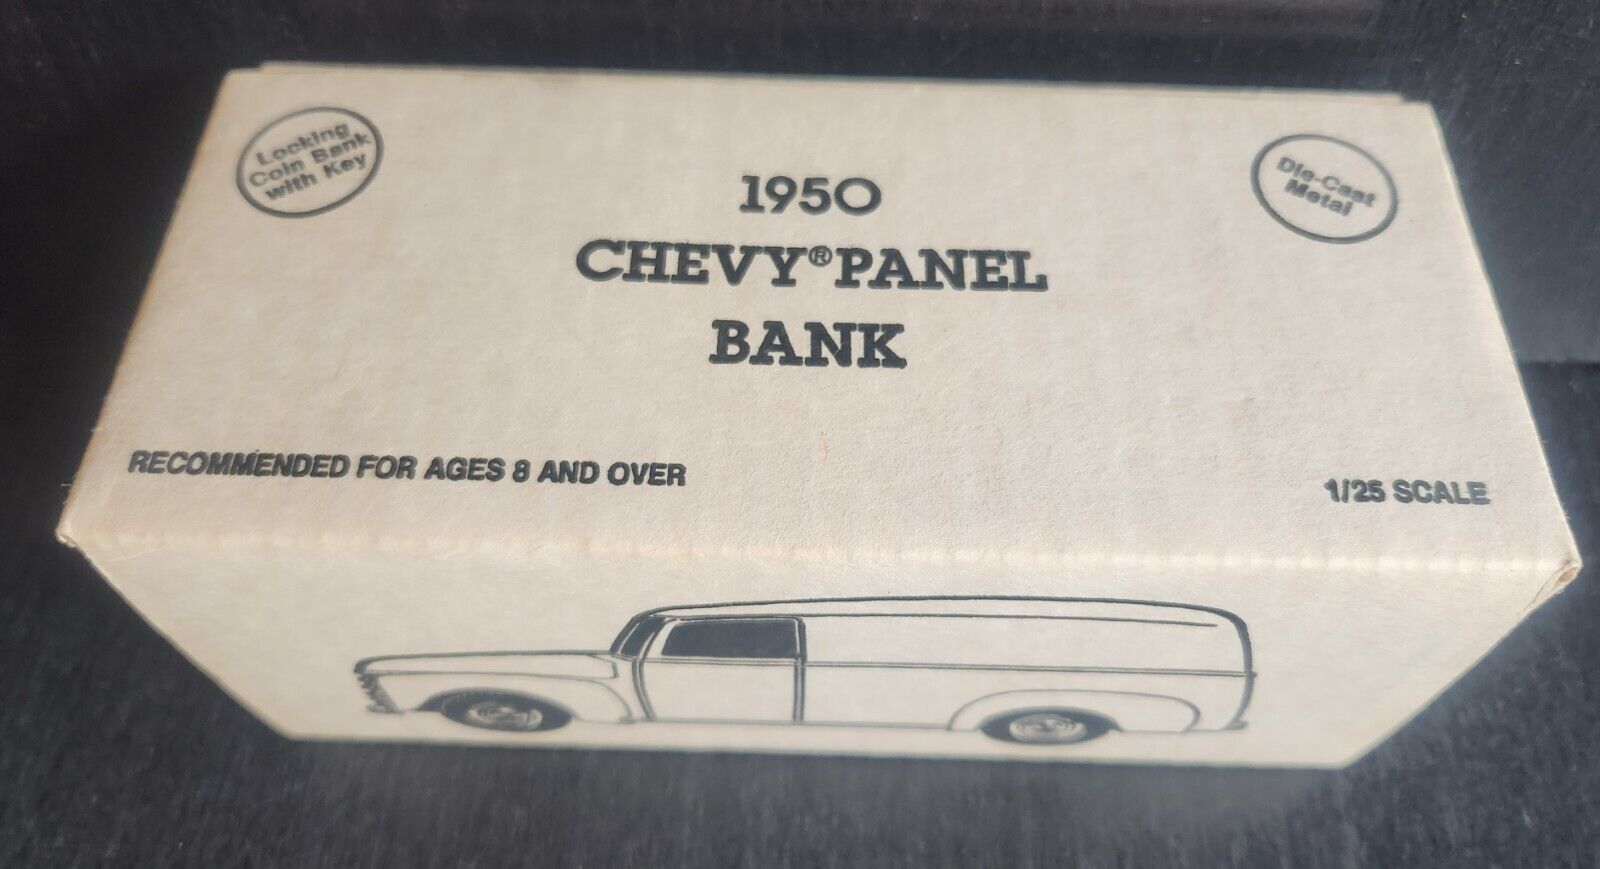 Locking
Coin Bank
with Key
Die-Cast
Metal
1950
CHEVY® PANEL
BANK
RECOMMENDED FOR AGES 8 AND OVER
1/25 SCALE